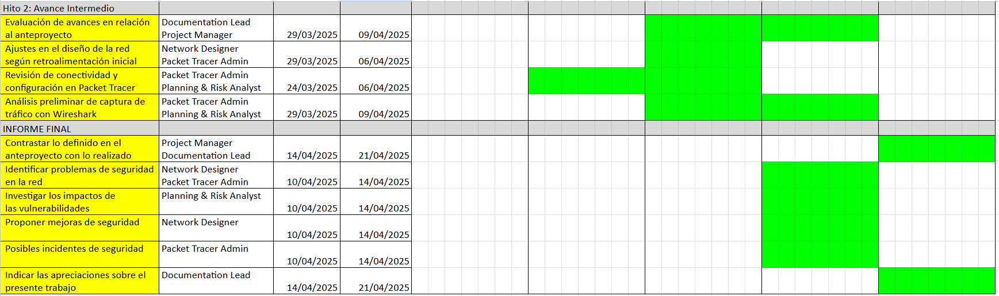 Hito 2: Avance Intermedio
Evaluación de avances en relación
al anteproyecto
Documentation Lead
Project Manager
29/03/2025
09/04/2025
Ajustes en el diseño de la red
según retroalimentación inicial
Network Designer
Packet Tracer Admin
29/03/2025
06/04/2025
Revisión de conectividad y
configuración en Packet Tracer
Packet Tracer Admin
Planning & Risk Analyst
24/03/2025
06/04/2025
Análisis preliminar de captura de
tráfico con Wireshark
Packet Tracer Admin
Planning & Risk Analyst
29/03/2025
09/04/2025
INFORME FINAL
Contrastar lo definido en el
anteproyecto con lo realizado
Project Manager
Documentation Lead
14/04/2025
21/04/2025
Identificar problemas de seguridad
en la red
Network Designer
Packet Tracer Admin
10/04/2025
14/04/2025
Investigar los impactos de
las vulnerabilidades
Planning & Risk Analyst
10/04/2025
14/04/2025
Proponer mejoras de seguridad
Network Designer
10/04/2025
14/04/2025
Posibles incidentes de seguridad
Packet Tracer Admin
10/04/2025
14/04/2025
Indicar las apreciaciones sobre el
presente trabajo
Documentation Lead
14/04/2025
21/04/2025